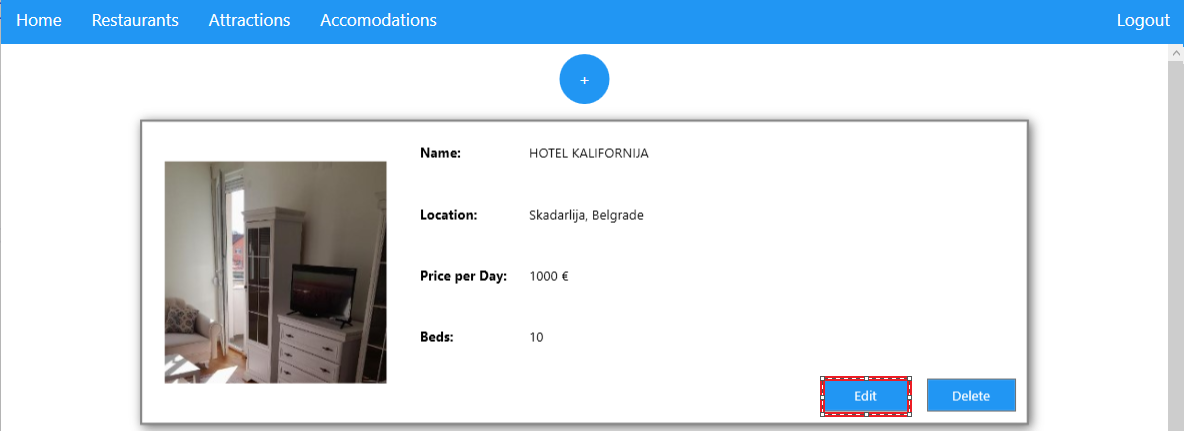 Home Restaurants Attractions Accomodations Logout
+
Name: HOTEL KALIFORNIJA
Location: Skadarlija, Belgrade
Price per Day: 1000 €
Beds: 10
Edit Delete